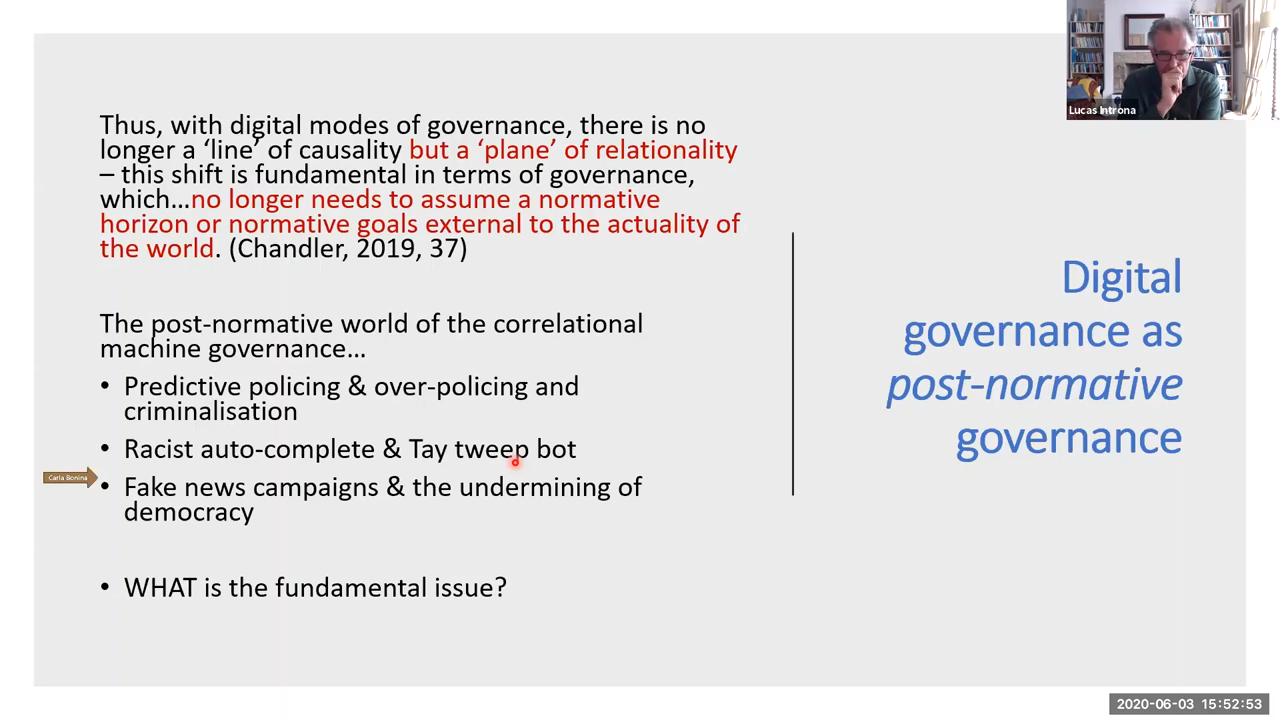 Lucas Introna
Thus, with digital modes of governance, there is no
longer a ‘line’ of causality but a ‘plane’ of relationality
– this shift is fundamental in terms of governance,
which…no longer needs to assume a normative
horizon or normative goals external to the actuality of
the world. (Chandler, 2019, 37)
The post-normative world of the correlational
machine governance…
• Predictive policing & over-policing and
criminalisation
• Racist auto-complete & Tay tweep bot
Carla Bonina
• Fake news campaigns & the undermining of
democracy
• WHAT is the fundamental issue?
Digital
governance as
post-normative
governance
2020-06-03 15:52:53